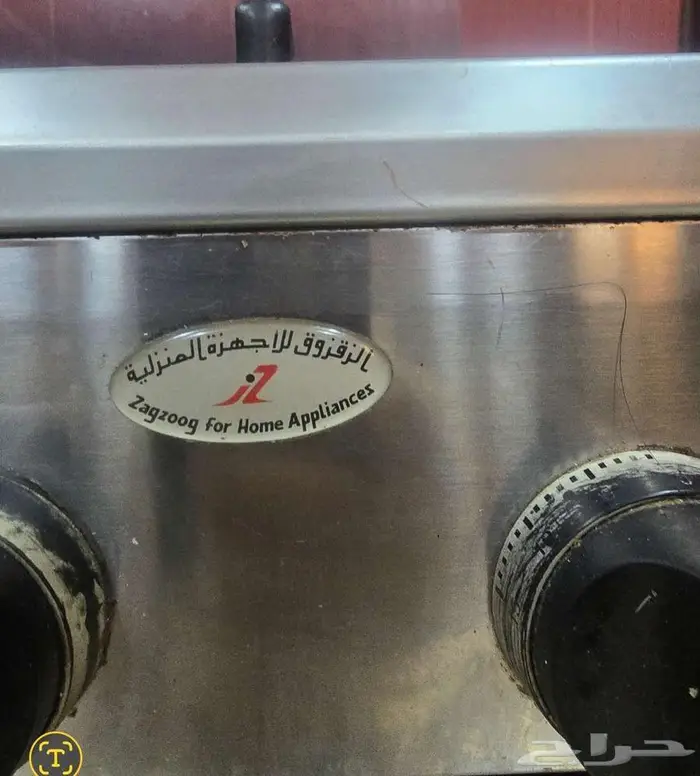 الزقزوق للأجهزة المنزلية
Zagzoog for Home Appliances
حراج
T